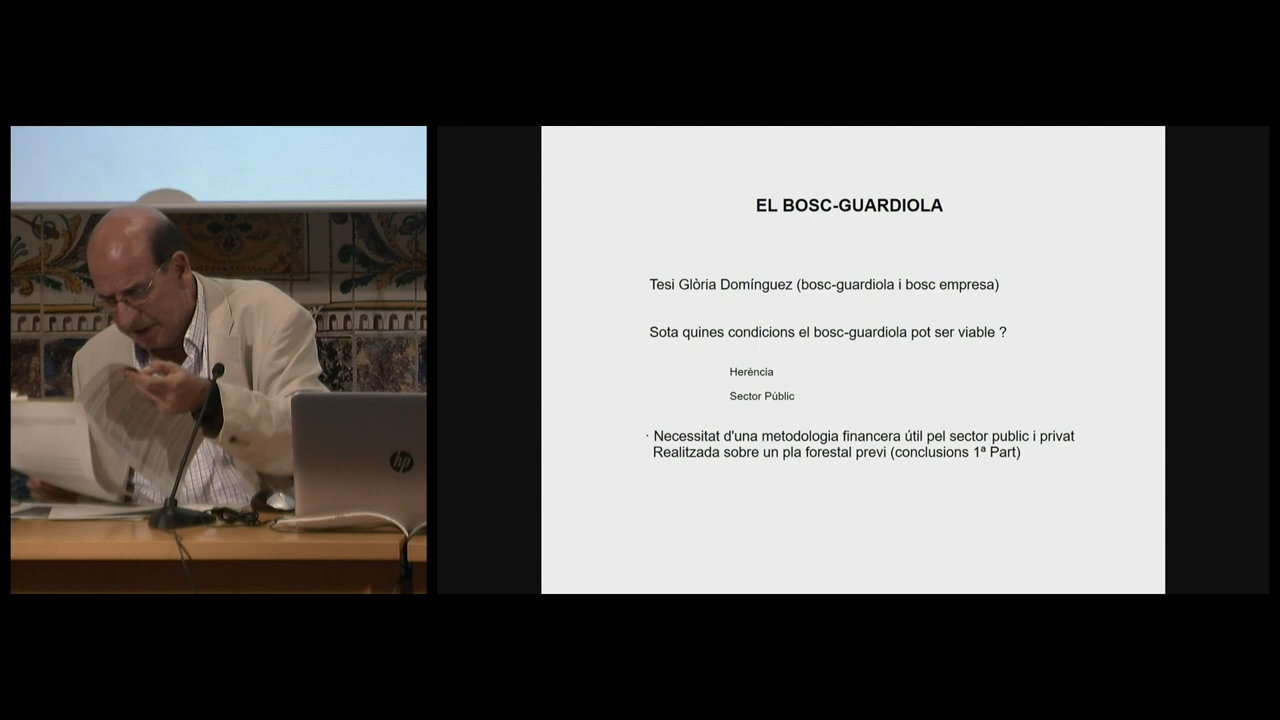 EL BOSC-GUARDIOLA
Tesi Glòria Domínguez (bosc-guardiola i bosc empresa)
Sota quines condicions el bosc-guardiola pot ser viable ?
Herència
Sector Públic
· Necessitat d'una metodologia financera útil pel sector public i privat
Realitzada sobre un pla forestal previ (conclusions 1ª Part)
hp